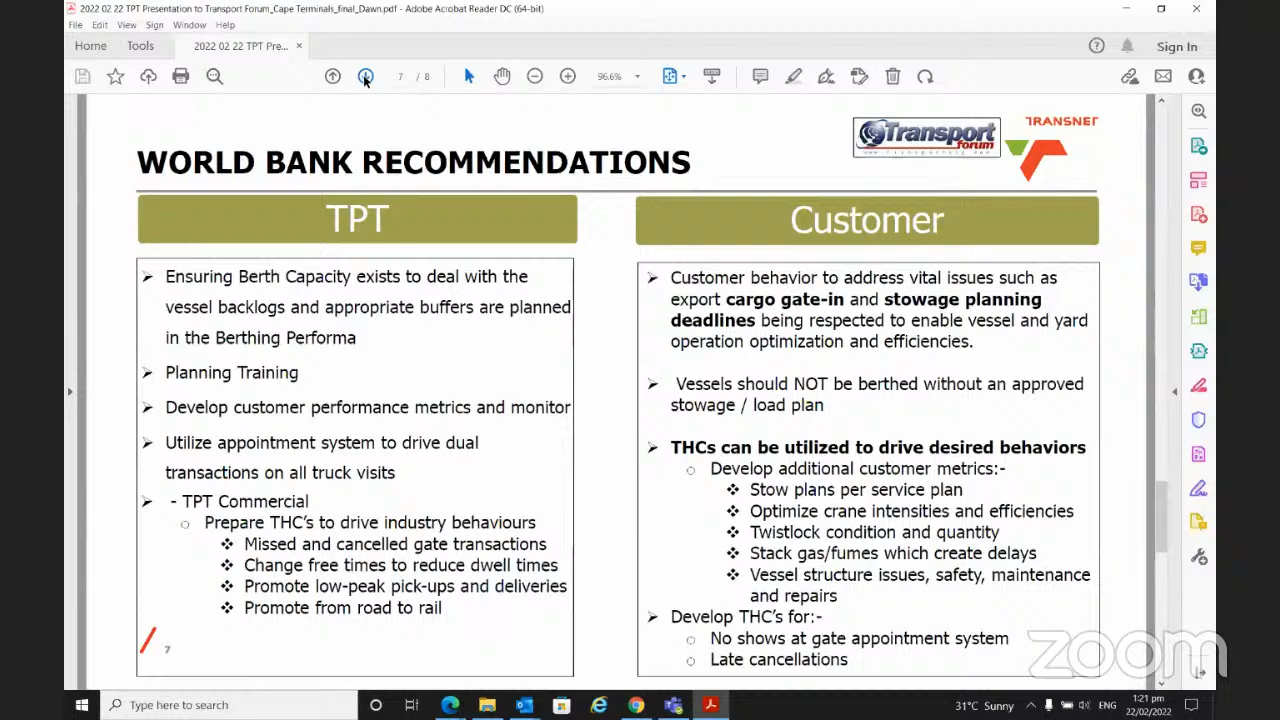 2022 02 22 TPT Presentation to Transport Forum_Cape Terminals_final_Dawn.pdf - Adobe Acrobat Reader DC (64-bit)
File Edit View Sign Window Help
Home Tools 2022 02 22 TPT Pre... × Sign In
7 / 8 96.6%
Transport
forum
TRANSNET
WORLD BANK RECOMMENDATIONS
TPT
Ensuring Berth Capacity exists to deal with the
vessel backlogs and appropriate buffers are planned
in the Berthing Performa
Planning Training
Develop customer performance metrics and monitor
Utilize appointment system to drive dual
transactions on all truck visits
- TPT Commercial
Prepare THC's to drive industry behaviours
Missed and cancelled gate transactions
Change free times to reduce dwell times
Promote low-peak pick-ups and deliveries
Promote from road to rail
7
Customer
Customer behavior to address vital issues such as
export cargo gate-in and stowage planning
deadlines being respected to enable vessel and yard
operation optimization and efficiencies.
Vessels should NOT be berthed without an approved
stowage / load plan
THCs can be utilized to drive desired behaviors
Develop additional customer metrics:-
Stow plans per service plan
Optimize crane intensities and efficiencies
Twistlock condition and quantity
Stack gas/fumes which create delays
Vessel structure issues, safety, maintenance
and repairs
Develop THC's for:-
No shows at gate appointment system
Late cancellations
zoom
Type here to search
31°C Sunny
ENG
1:21 pm
22/02/2022